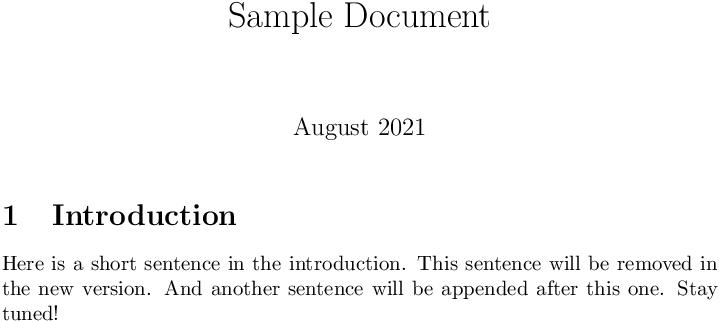 Sample Document
August 2021
1 Introduction
Here is a short sentence in the introduction. This sentence will be removed in
the new version. And another sentence will be appended after this one. Stay
tuned!